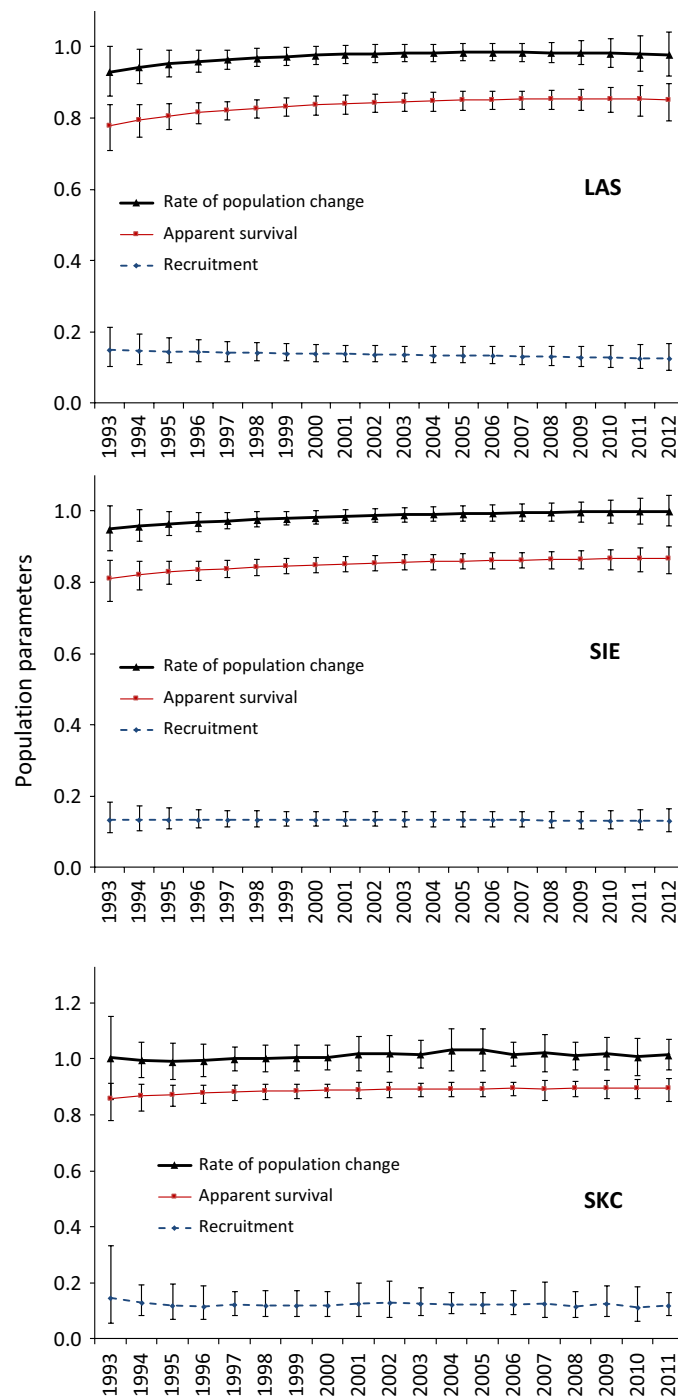 1.0
0.8
0.6
0.4
0.2
0.0
LAS
Rate of population change
Apparent survival
Recruitment
1993 1994 1995 1996 1997 1998 1999 2000 2001 2002 2003 2004 2005 2006 2007 2008 2009 2010 2011 2012
Population parameters
1.0
0.8
0.6
0.4
0.2
0.0
SIE
Rate of population change
Apparent survival
Recruitment
1993 1994 1995 1996 1997 1998 1999 2000 2001 2002 2003 2004 2005 2006 2007 2008 2009 2010 2011 2012
1.2
1.0
0.8
0.6
0.4
0.2
0.0
Rate of population change
Apparent survival
SKC
Recruitment
1993 1994 1995 1996 1997 1998 1999 2000 2001 2002 2003 2004 2005 2006 2007 2008 2009 2010 2011